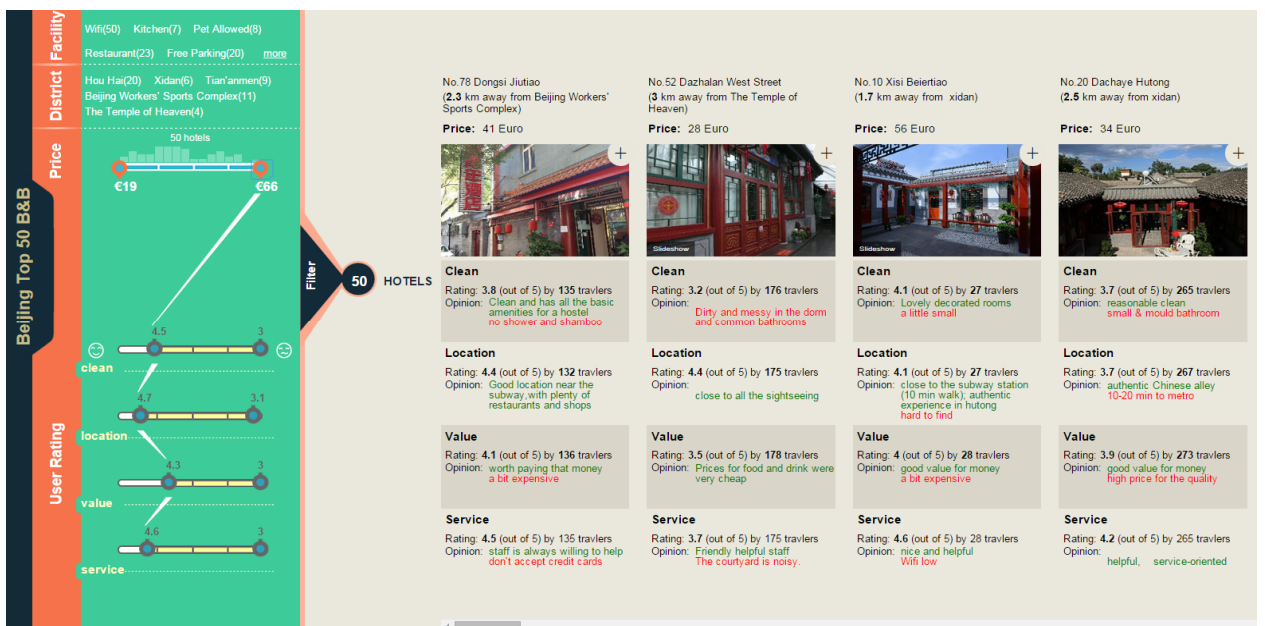 Beijing Top 50 B&B
Facility
Wifi(50) Kitchen(7) Pet Allowed(8)
Restaurant(23) Free Parking(20) more
District
Hou Hai(20) Xidan(6) Tian'anmen(9)
Beijing Workers' Sports Complex(11)
The Temple of Heaven(4)
Price
50 hotels
€19 €66
User Rating
4.5 3
clean
4.7 3.1
location
4.3 3
value
4.6 3
service
Filter
50 HOTELS
No.78 Dongsi Jiutiao
(2.3 km away from Beijing Workers'
Sports Complex)
Price: 41 Euro
+
Clean
Rating: 3.8 (out of 5) by 135 travlers
Opinion: Clean and has all the basic
amenities for a hostel
no shower and shamboo
Location
Rating: 4.4 (out of 5) by 132 travlers
Opinion: Good location near the
subway,with plenty of
restaurants and shops
Value
Rating: 4.1 (out of 5) by 136 travlers
Opinion: worth paying that money
a bit expensive
Service
Rating: 4.5 (out of 5) by 135 travlers
Opinion: staff is always willing to help
don't accept credit cards
No.52 Dazhalan West Street
(3 km away from The Temple of
Heaven)
Price: 28 Euro
+
Slideshow
Clean
Rating: 3.2 (out of 5) by 176 travlers
Opinion:
Dirty and messy in the dorm
and common bathrooms
Location
Rating: 4.4 (out of 5) by 175 travlers
Opinion:
close to all the sightseeing
Value
Rating: 3.5 (out of 5) by 178 travlers
Opinion: Prices for food and drink were
very cheap
Service
Rating: 3.7 (out of 5) by 175 travlers
Opinion: Friendly helpful staff
The courtyard is noisy.
No.10 Xisi Beiertiao
(1.7 km away from xidan)
Price: 56 Euro
+
Slideshow
Clean
Rating: 4.1 (out of 5) by 27 travlers
Opinion: Lovely decorated rooms
a little small
Location
Rating: 4.1 (out of 5) by 27 travlers
Opinion: close to the subway station
(10 min walk); authentic
experience in hutong
hard to find
Value
Rating: 4 (out of 5) by 28 travlers
Opinion: good value for money
a bit expensive
Service
Rating: 4.6 (out of 5) by 28 travlers
Opinion: nice and helpful
Wifi low
No.20 Dachaye Hutong
(2.5 km away from xidan)
Price: 34 Euro
+
Clean
Rating: 3.7 (out of 5) by 265 travlers
Opinion: reasonable clean
small & mould bathroom
Location
Rating: 3.7 (out of 5) by 267 travlers
Opinion: authentic Chinese alley
10-20 min to metro
Value
Rating: 3.9 (out of 5) by 273 travlers
Opinion: good value for money
high price for the quality
Service
Rating: 4.2 (out of 5) by 265 travlers
Opinion:
helpful, service-oriented